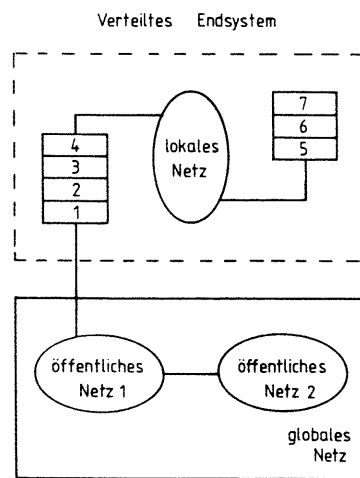 Verteiltes Endsystem
4
3
2
1
lokales
Netz
7
6
5
öffentliches
Netz 1
öffentliches
Netz 2
globales
Netz